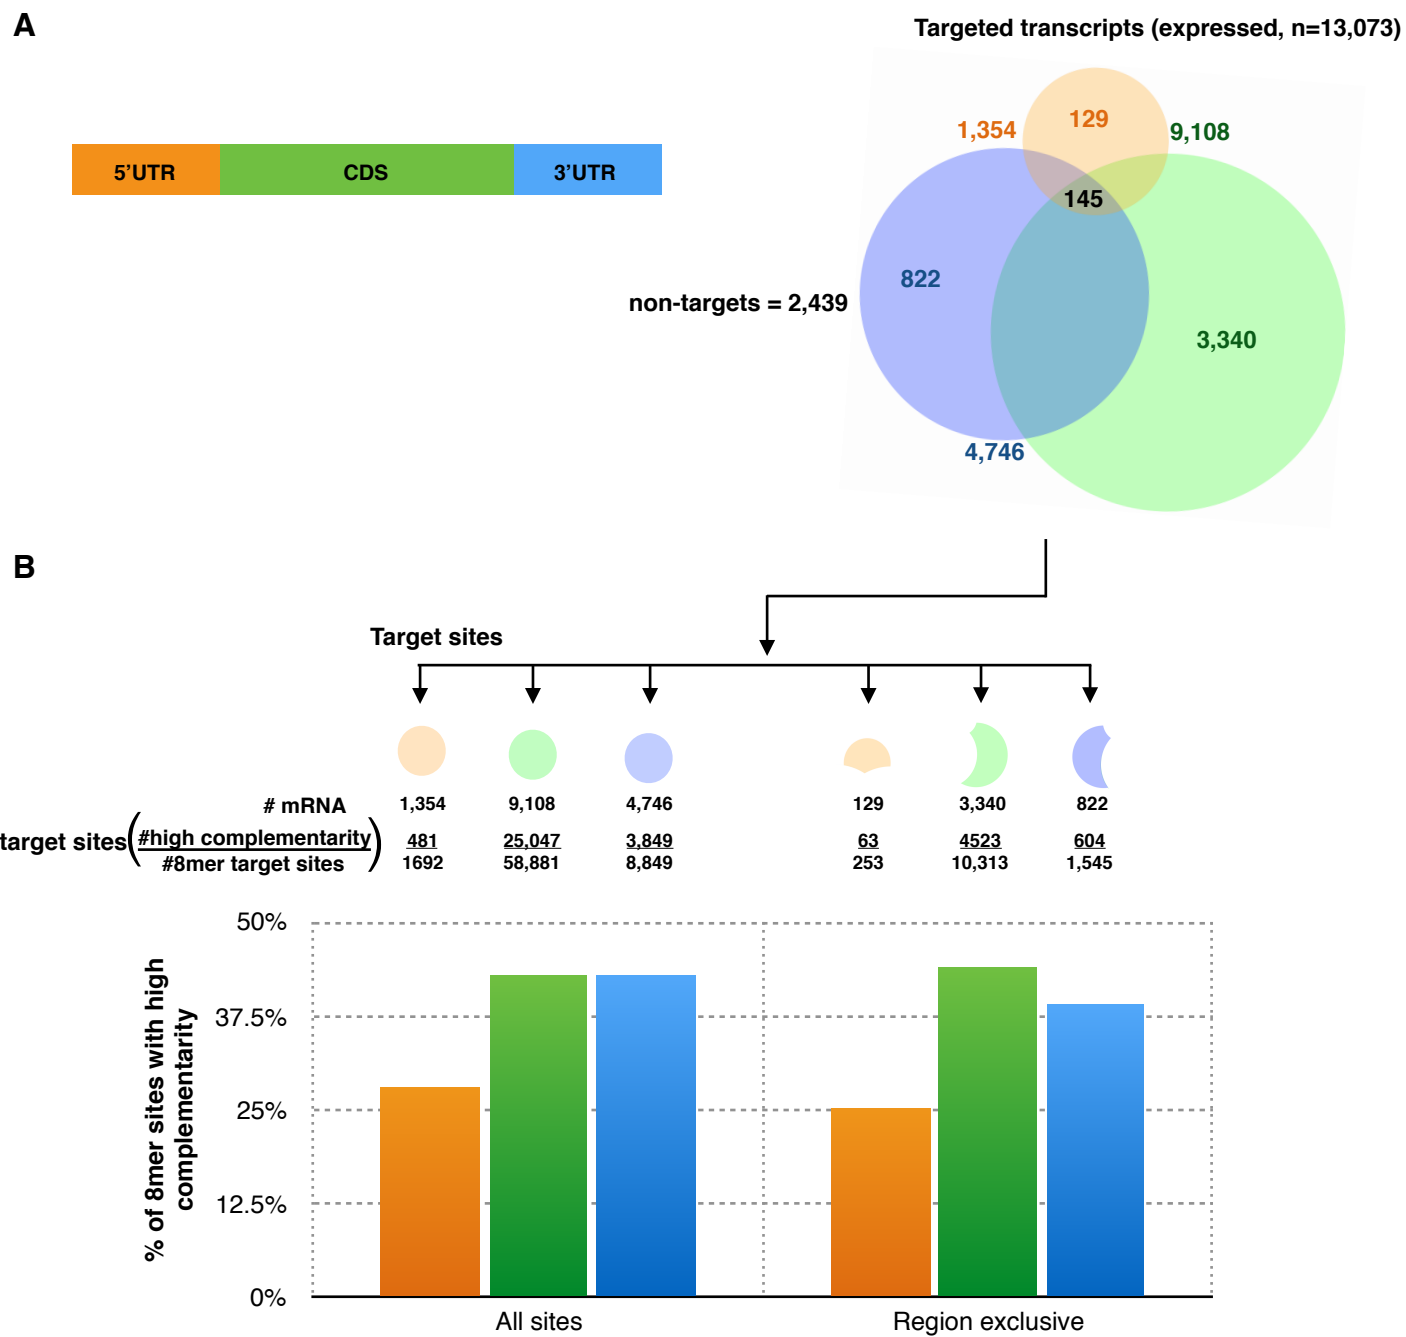 A
Targeted transcripts (expressed, n=13,073)
129
1,354
9,108
5’UTR CDS 3’UTR
145
822
non-targets = 2,439
3,340
4,746
B
Target sites
# mRNA 1,354 9,108 4,746 129 3,340 822
target sites(#high complementarity) 481 25,047 3,849 63 4523 604
#8mer target sites 1692 58,881 8,849 253 10,313 1,545
% of 8mer sites with high
complementarity
50%
37.5%
25%
12.5%
0%
All sites Region exclusive